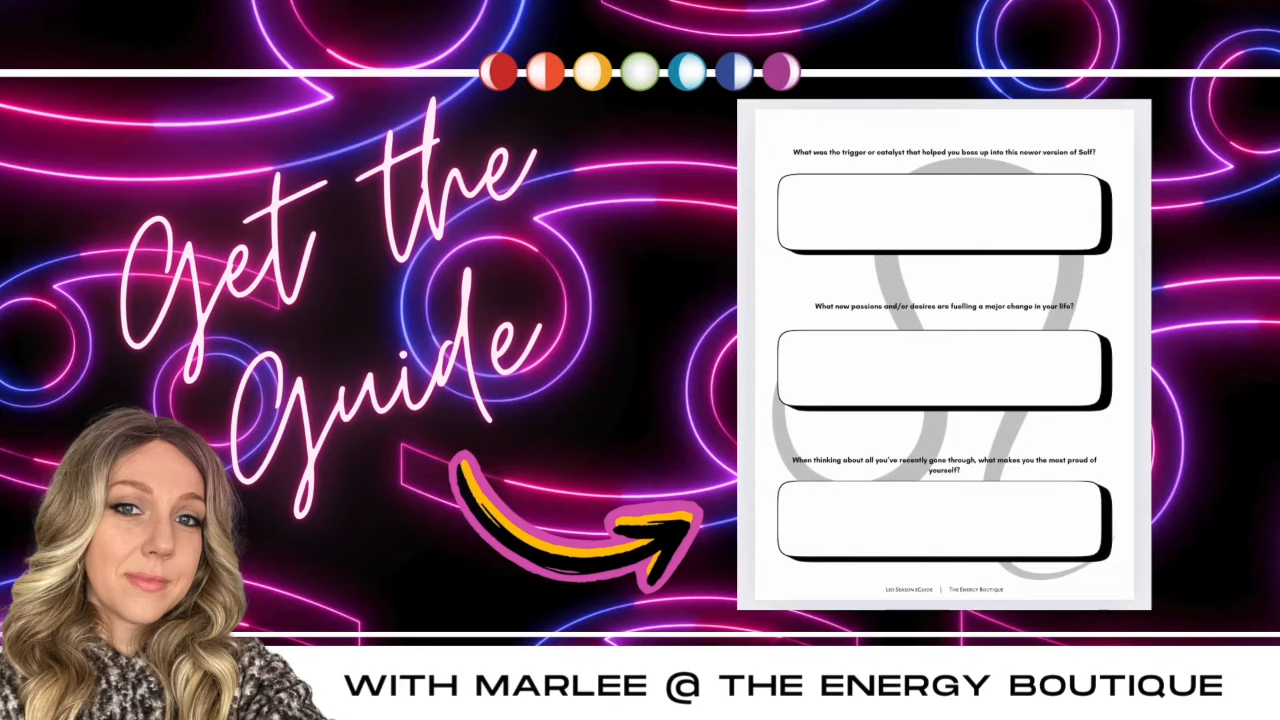 Get the
Guide
What was the trigger or catalyst that helped you boss up into this newer version of Self?
What new passions and/or desires are fuelling a major change in your life?
When thinking about all you've recently gone through, what makes you the most proud of
yourself?
LEO SEASON EGUIDE | THE ENERGY BOUTIQUE
WITH MARLEE @ THE ENERGY BOUTIQUE